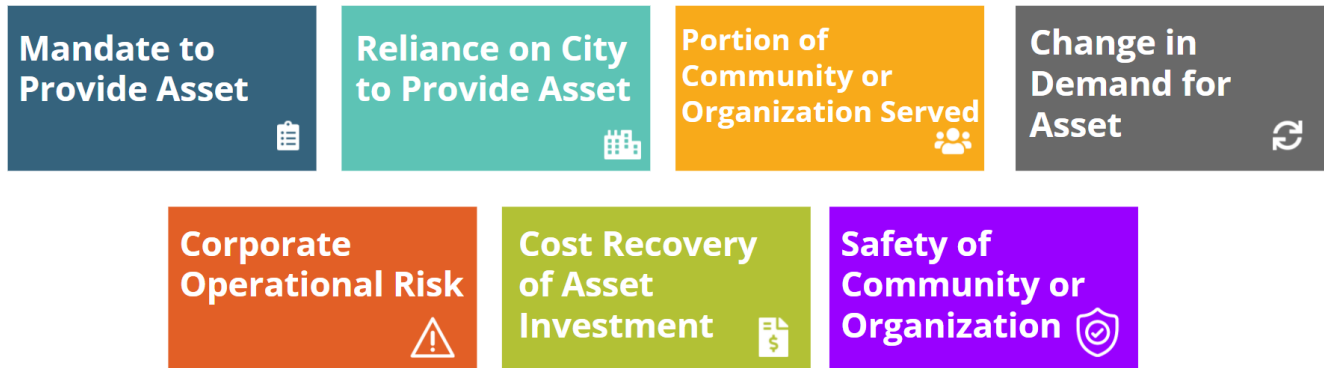 Mandate to
Provide Asset
Reliance on City
to Provide Asset
Portion of
Community or
Organization Served
Change in
Demand for
Asset
Corporate
Operational Risk
Cost Recovery
of Asset
Investment
$
Safety of
Community or
Organization